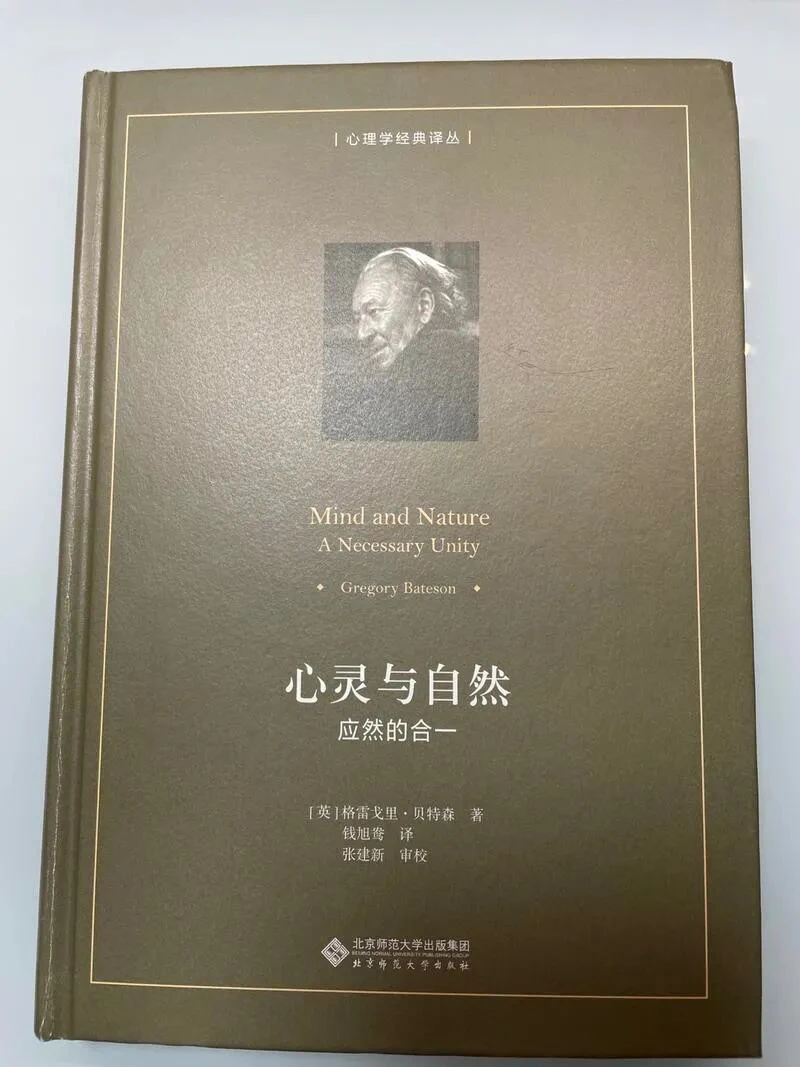 | 心理学经典译丛 |
Mind and Nature
A Necessary Unity
Gregory Bateson
心灵与自然
应然的合一
［英］格雷戈里·贝特森 著
钱旭鸯 译
张建新 审校
北京师范大学出版集团
BEIJING NORMAL UNIVERSITY PUBLISHING GROUP
北京师范大学出版社